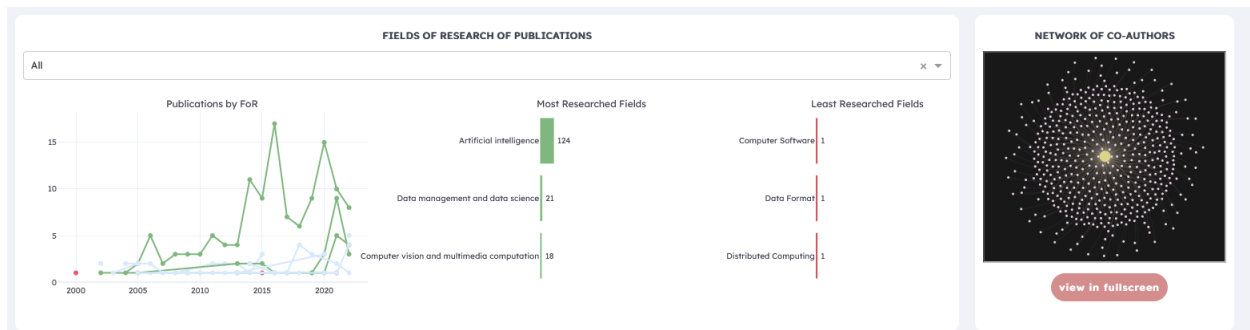 FIELDS OF RESEARCH OF PUBLICATIONS
All
Publications by FoR
15
10
5
0
2000 2005 2010 2015 2020
Most Researched Fields
Artificial intelligence 124
Data management and data science 21
Computer vision and multimedia computation 18
Least Researched Fields
Computer Software 1
Data Format 1
Distributed Computing 1
NETWORK OF CO-AUTHORS
view in fullscreen